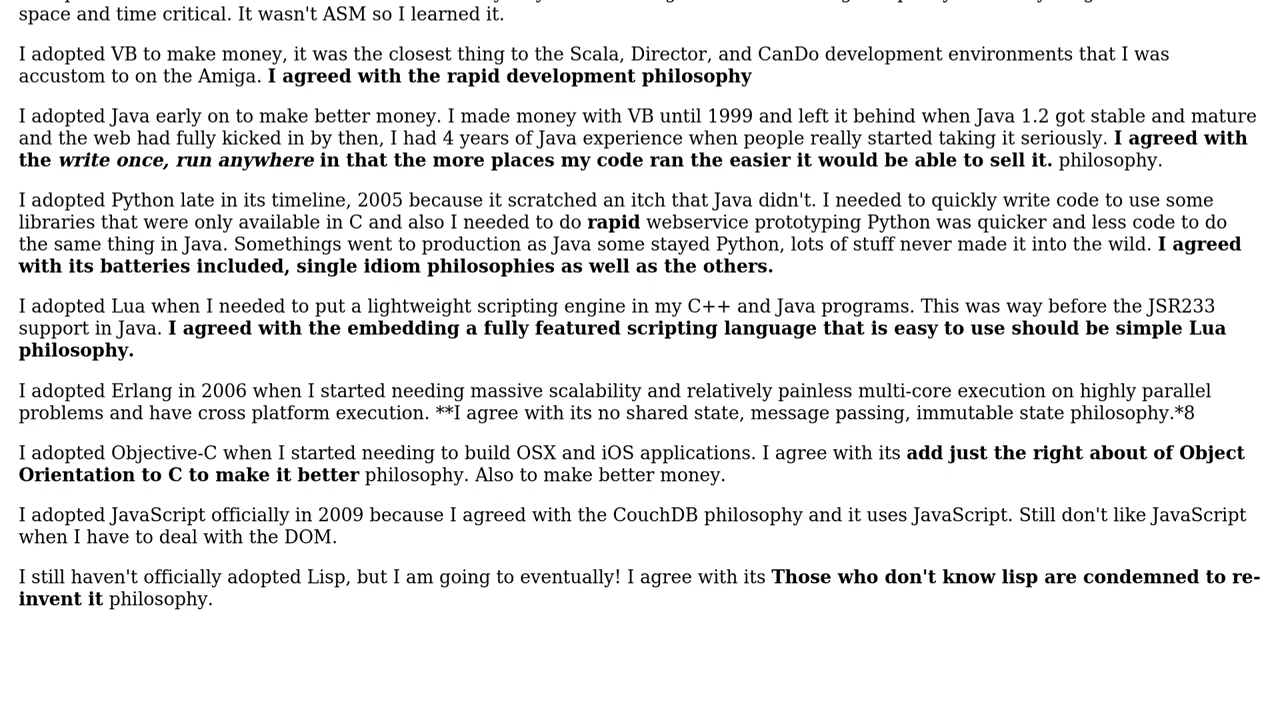 space and time critical. It wasn't ASM so I learned it.
I adopted VB to make money, it was the closest thing to the Scala, Director, and CanDo development environments that I was
accustom to on the Amiga. I agreed with the rapid development philosophy
I adopted Java early on to make better money. I made money with VB until 1999 and left it behind when Java 1.2 got stable and mature
and the web had fully kicked in by then, I had 4 years of Java experience when people really started taking it seriously. I agreed with
the write once, run anywhere in that the more places my code ran the easier it would be able to sell it. philosophy.
I adopted Python late in its timeline, 2005 because it scratched an itch that Java didn't. I needed to quickly write code to use some
libraries that were only available in C and also I needed to do rapid webservice prototyping Python was quicker and less code to do
the same thing in Java. Somethings went to production as Java some stayed Python, lots of stuff never made it into the wild. I agreed
with its batteries included, single idiom philosophies as well as the others.
I adopted Lua when I needed to put a lightweight scripting engine in my C++ and Java programs. This was way before the JSR233
support in Java. I agreed with the embedding a fully featured scripting language that is easy to use should be simple Lua
philosophy.
I adopted Erlang in 2006 when I started needing massive scalability and relatively painless multi-core execution on highly parallel
problems and have cross platform execution. **I agree with its no shared state, message passing, immutable state philosophy.*8
I adopted Objective-C when I started needing to build OSX and iOS applications. I agree with its add just the right about of Object
Orientation to C to make it better philosophy. Also to make better money.
I adopted JavaScript officially in 2009 because I agreed with the CouchDB philosophy and it uses JavaScript. Still don't like JavaScript
when I have to deal with the DOM.
I still haven't officially adopted Lisp, but I am going to eventually! I agree with its Those who don't know lisp are condemned to re-
invent it philosophy.